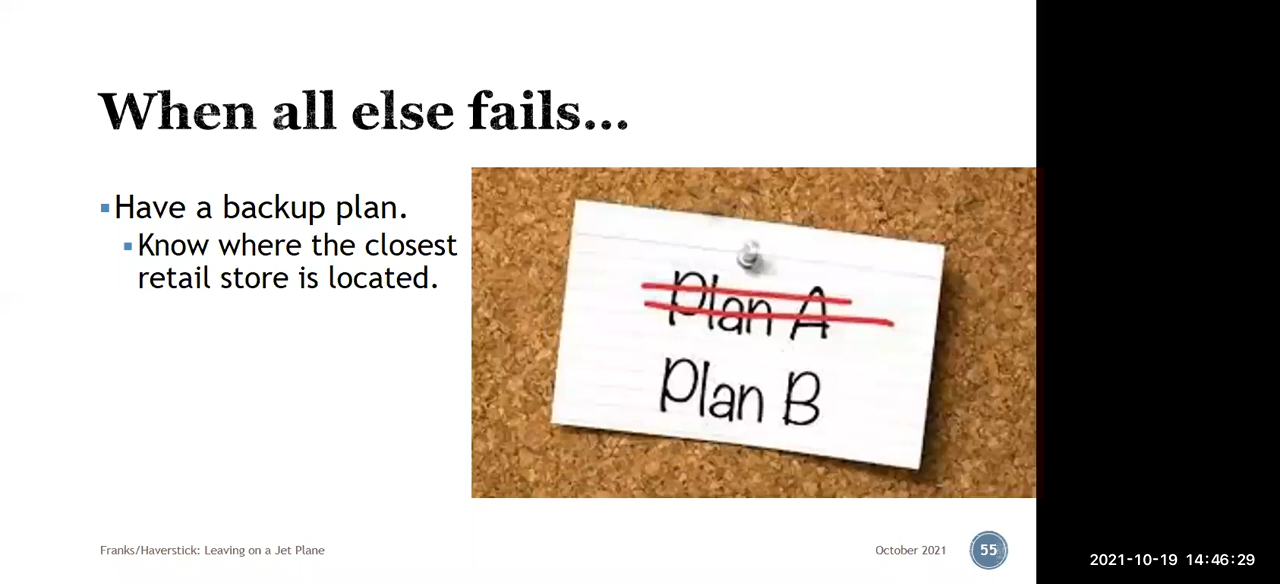 When all else fails...
Have a backup plan.
Know where the closest
retail store is located.
Plan A
Plan B
Franks/Haverstick: Leaving on a Jet Plane
October 2021
55
2021-10-19 14:46:29